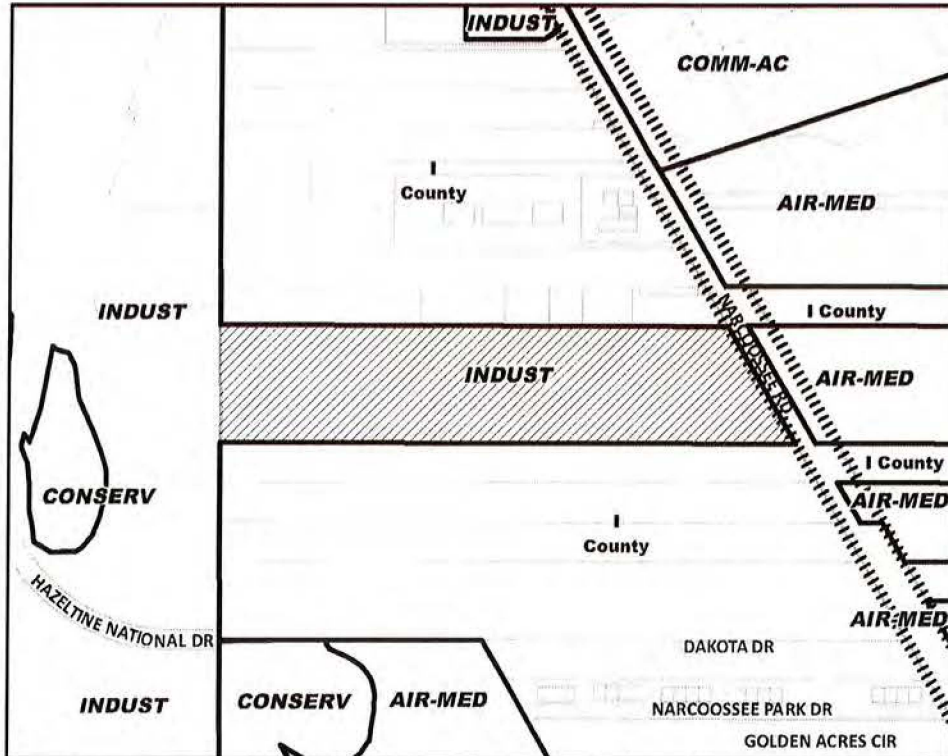 INDUST
COMM-AC
I
County
AIR-MED
INDUST
I County
NARCOOSSEE RD
INDUST
AIR-MED
I County
CONSERV
AIR-MED
I
County
HAZELTINE NATIONAL DR
AIR-MED
DAKOTA DR
INDUST
CONSERV
AIR-MED
NARCOOSSEE PARK DR
GOLDEN ACRES CIR